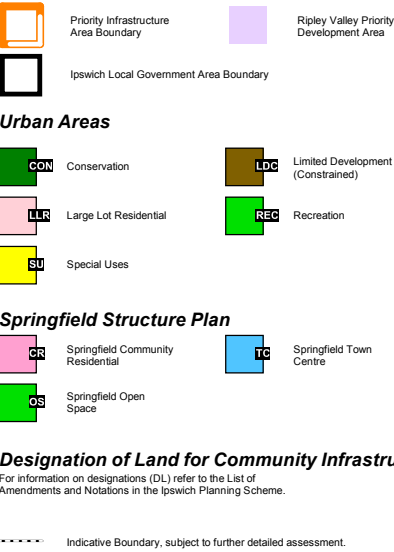 Priority Infrastructure
Area Boundary
Ripley Valley Priority
Development Area
Ipswich Local Government Area Boundary
Urban Areas
CON Conservation
LDC Limited Development
(Constrained)
LLR Large Lot Residential
REC Recreation
SU Special Uses
Springfield Structure Plan
CR Springfield Community
Residential
TC Springfield Town
Centre
OS Springfield Open
Space
Designation of Land for Community Infrastru
For information on designations (DL) refer to the List of
Amendments and Notations in the Ipswich Planning Scheme.
Indicative Boundary, subject to further detailed assessment.